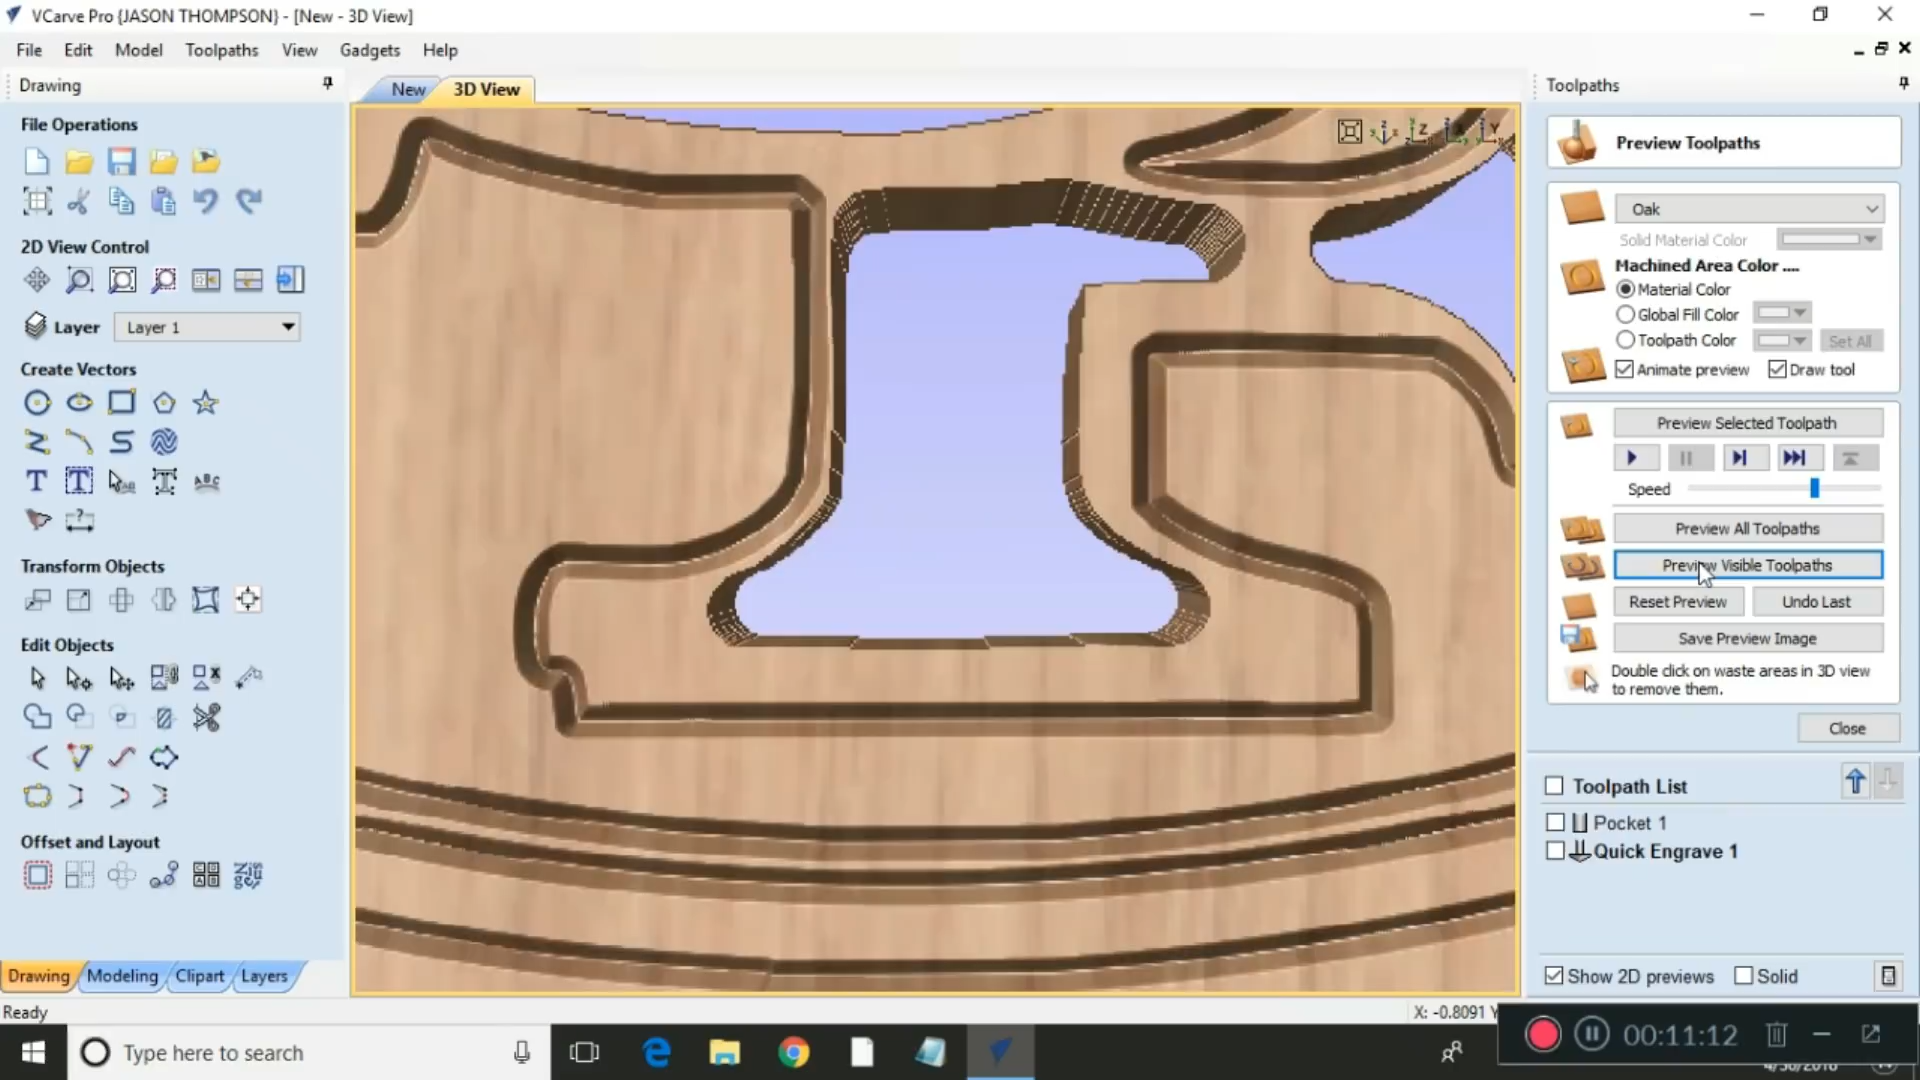 VCarve Pro {JASON THOMPSON} - [New - 3D View]
File Edit Model Toolpaths View Gadgets Help
Drawing
File Operations
2D View Control
Layer Layer 1
Create Vectors
Transform Objects
Edit Objects
Offset and Layout
Drawing Modeling Clipart Layers
New 3D View
Toolpaths
Preview Toolpaths
Oak
Solid Material Color
Machined Area Color ....
Material Color
Global Fill Color
Toolpath Color Set All
Animate preview Draw tool
Preview Selected Toolpath
Speed
Preview All Toolpaths
Preview Visible Toolpaths
Reset Preview Undo Last
Save Preview Image
Double click on waste areas in 3D view
to remove them.
Close
Toolpath List
Pocket 1
Quick Engrave 1
Show 2D previews Solid
Ready
X: -0.8091 Y
Type here to search
00:11:12